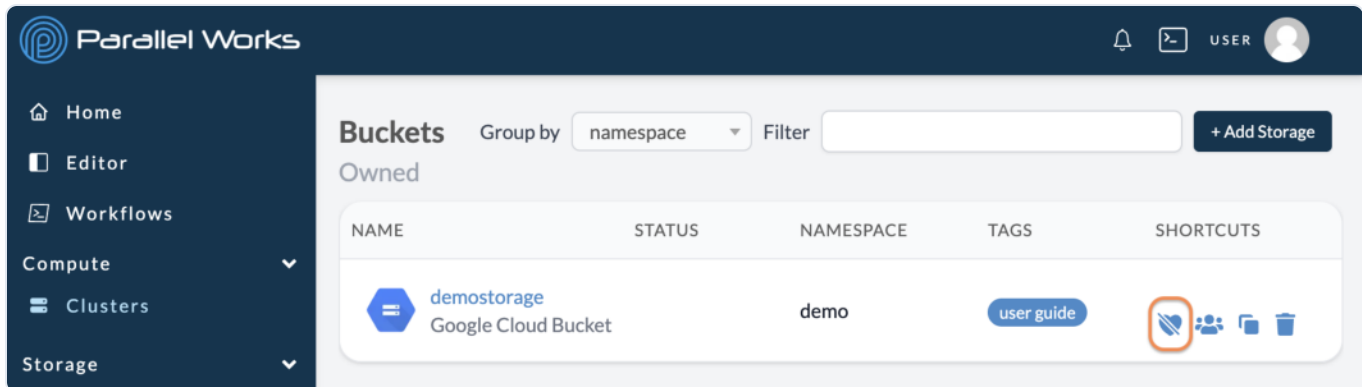 Parallel Works
USER
Home
Editor
Workflows
Compute
Clusters
Storage
Buckets Group by namespace Filter + Add Storage
Owned
NAME STATUS NAMESPACE TAGS SHORTCUTS
demostorage
Google Cloud Bucket
demo
user guide